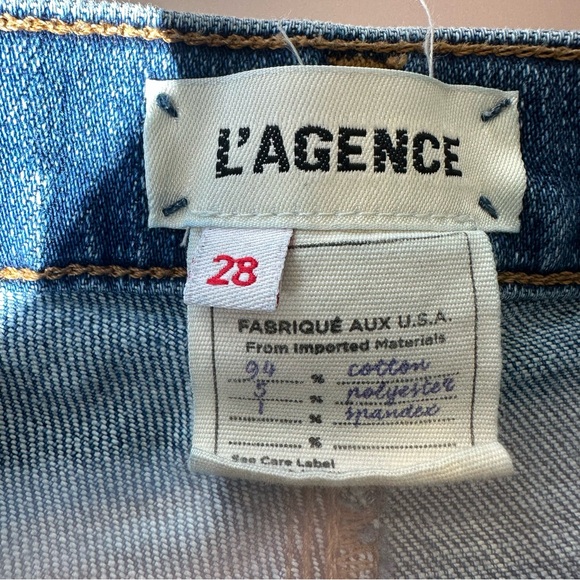 L'AGENCE
28
FABRIQUÉ AUX U.S.A.
From Imported Materials
94 % cotton
5 % polyester
1 % spandex
%
See Care Label